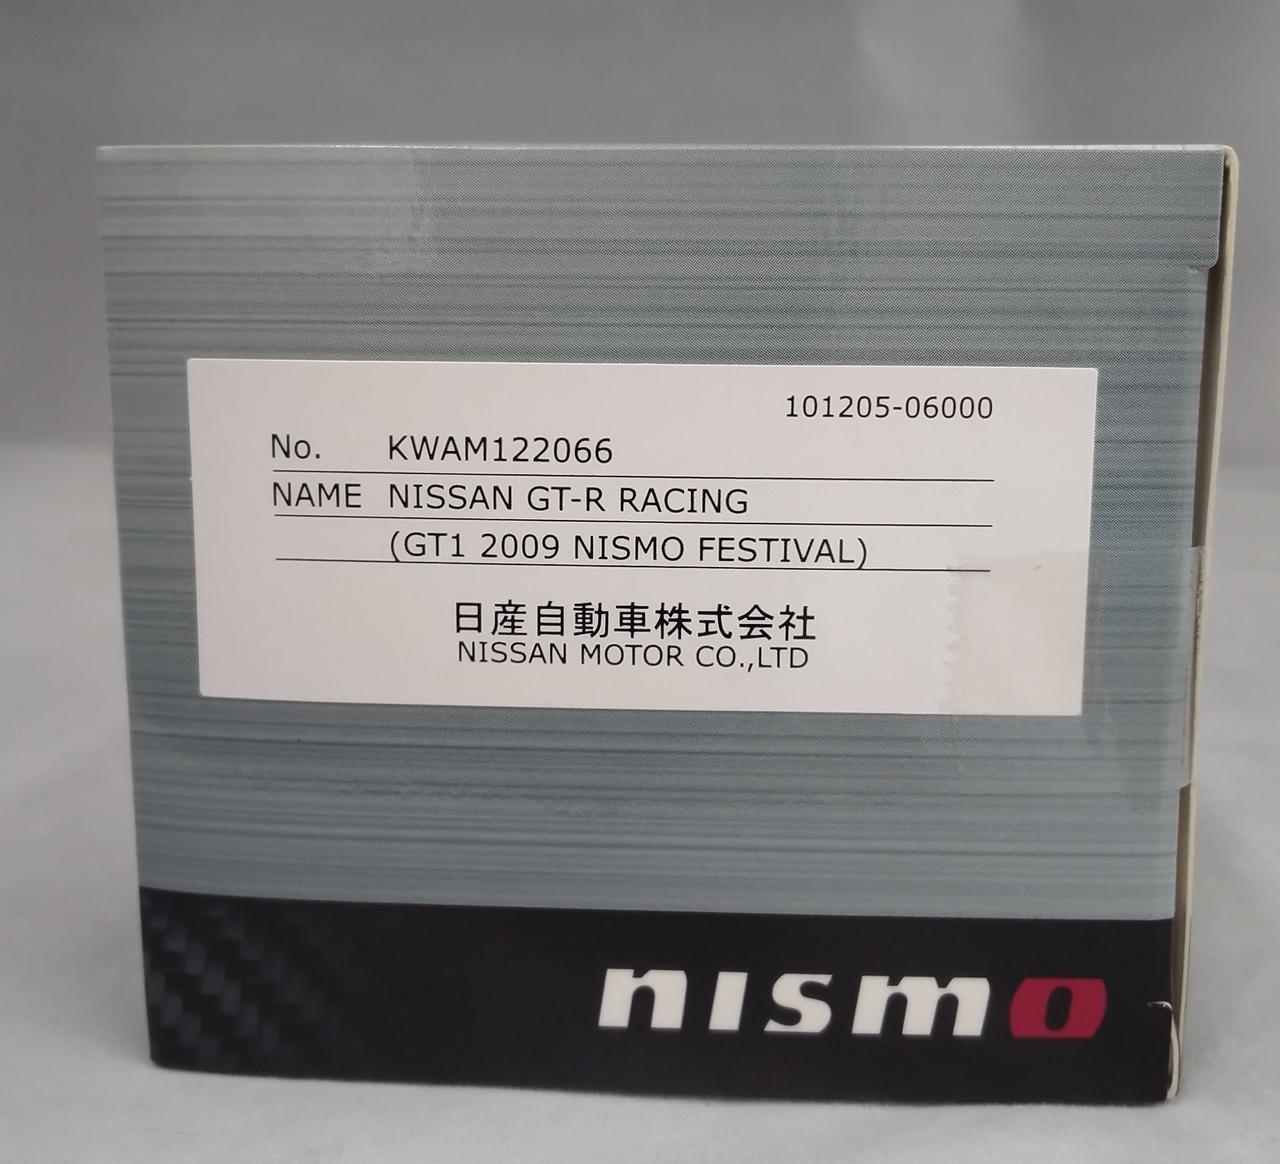 101205-06000
No. KWAM122066
NAME NISSAN GT-R RACING
(GT1 2009 NISMO FESTIVAL)
日産自動車株式会社
NISSAN MOTOR CO.,LTD
nismo